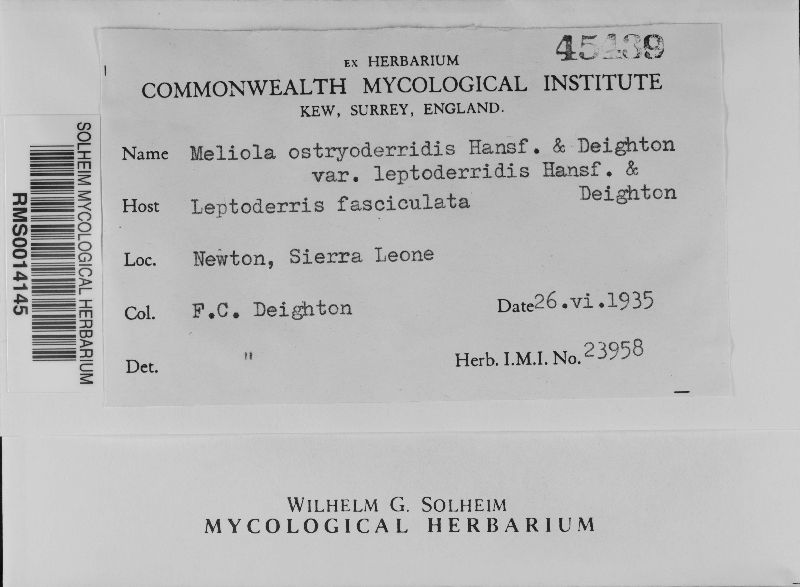 45439
EX HERBARIUM
COMMONWEALTH MYCOLOGICAL INSTITUTE
KEW, SURREY, ENGLAND.
Name Meliola ostryoderridis Hansf. & Deighton
var. leptoderridis Hansf. & Deighton
Host Leptoderris fasciculata
Loc. Newton, Sierra Leone
Col. F.C. Deighton Date 26.vi.1935
Det. " Herb. I.M.I. No. 23958
SOLHEIM MYCOLOGICAL HERBARIUM
RMS0014145
WILHELM G. SOLHEIM
MYCOLOGICAL HERBARIUM